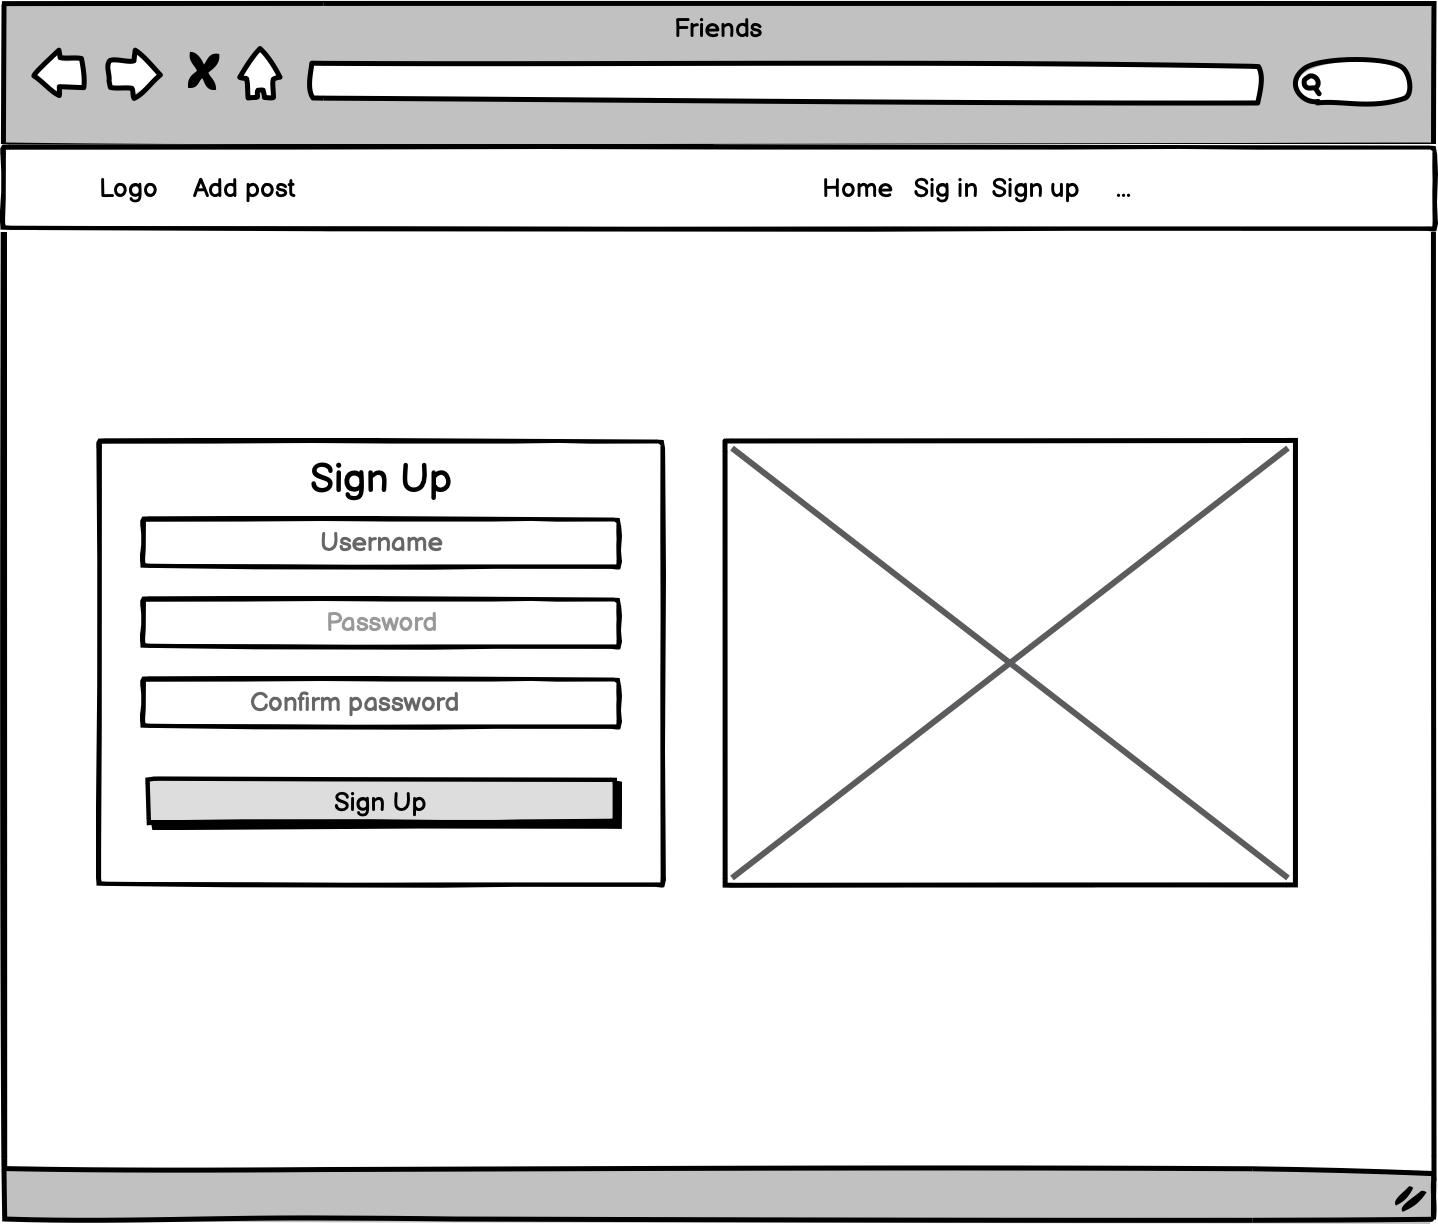 Friends
Logo Add post Home Sig in Sign up ...
Sign Up
Username
Password
Confirm password
Sign Up